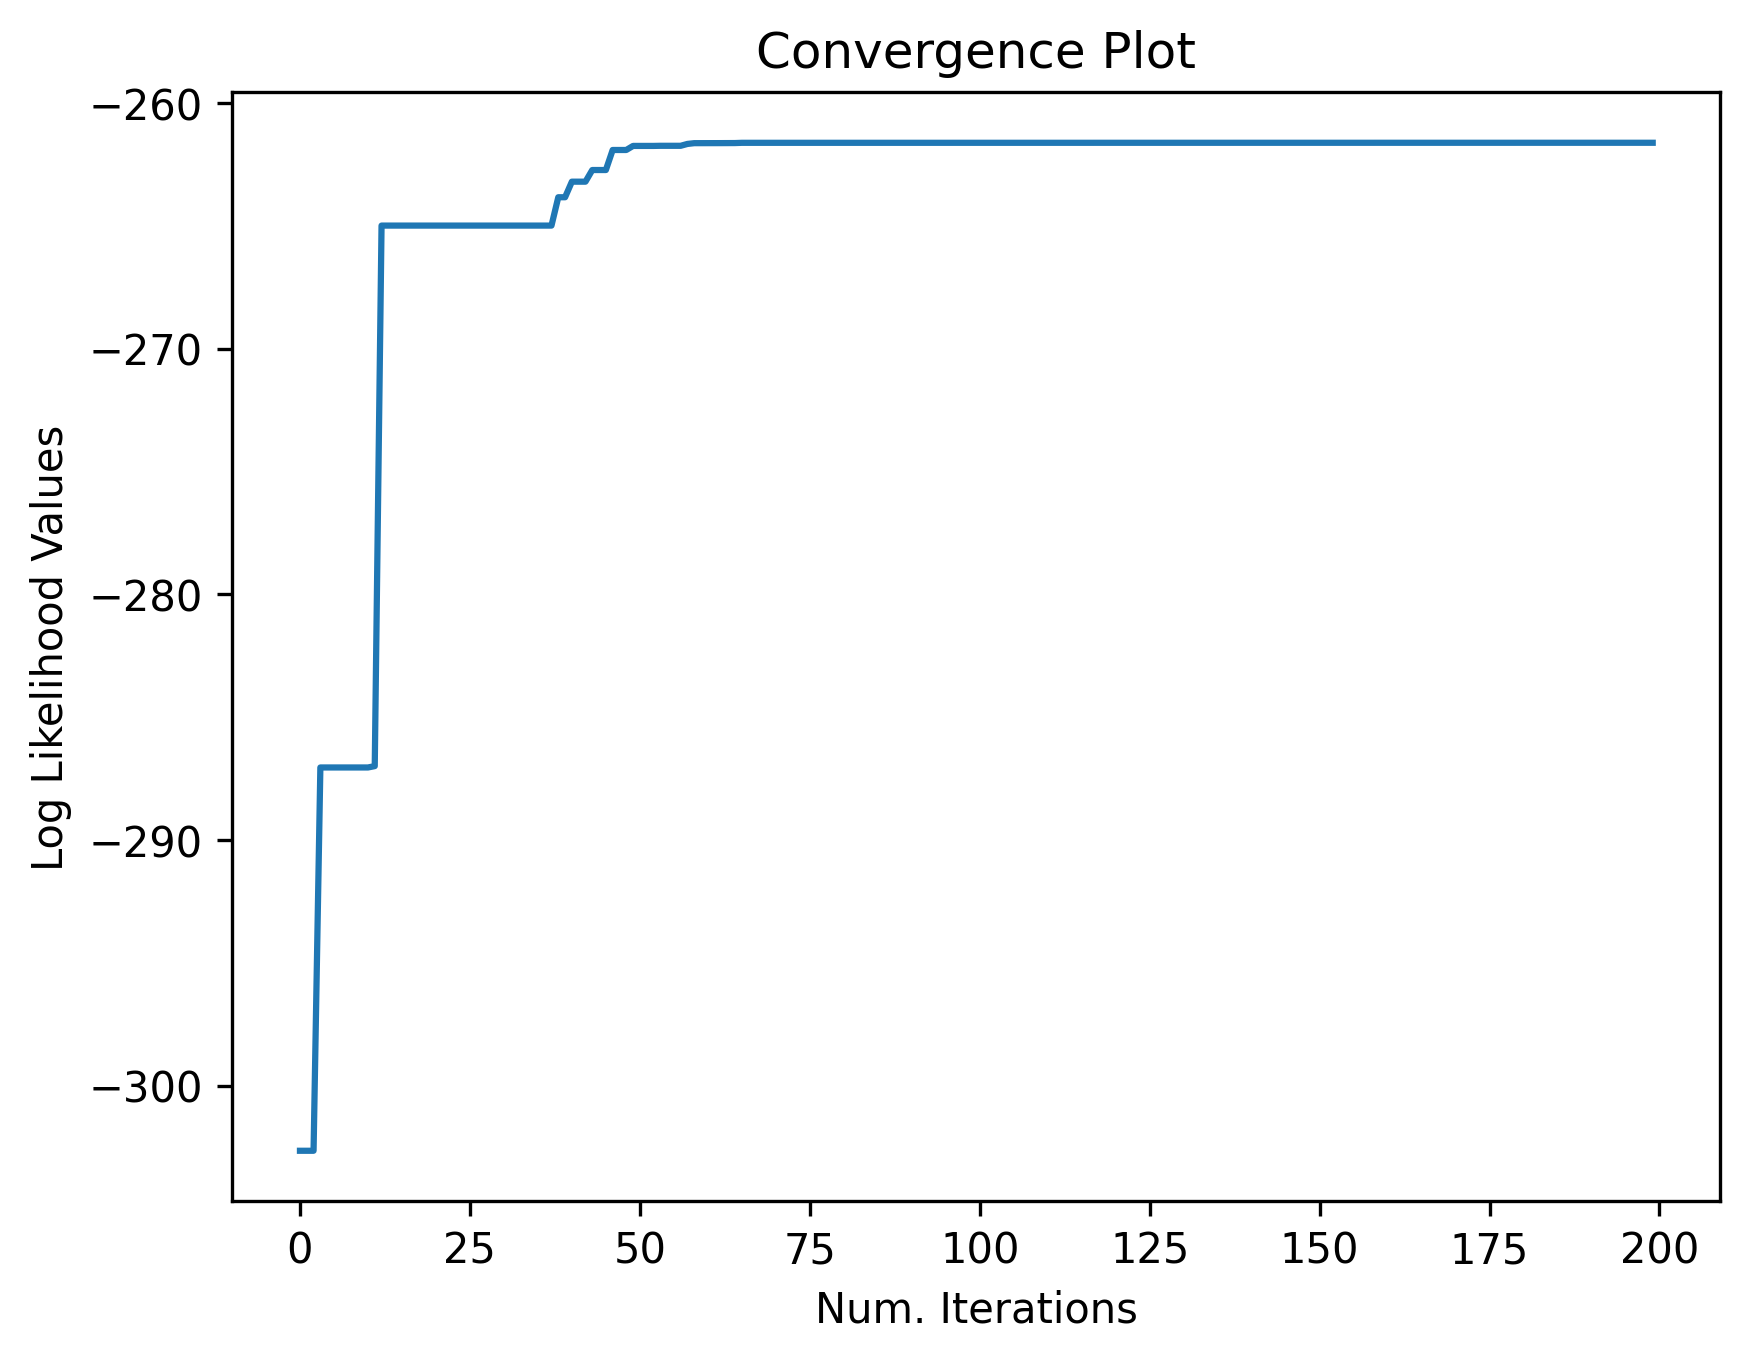 Convergence Plot
−260
−270
−280
−290
−300
Log Likelihood Values
0 25 50 75 100 125 150 175 200
Num. Iterations